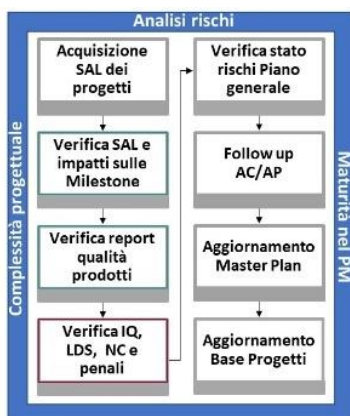 Analisi rischi
Complessità progettuale
Acquisizione
SAL dei
progetti
Verifica SAL e
impatti sulle
Milestone
Verifica report
qualità
prodotti
Verifica IQ,
LDS, NC e
penali
Verifica stato
rischi Piano
generale
Follow up
AC/AP
Aggiornamento
Master Plan
Aggiornamento
Base Progetti
Maturità nel PM